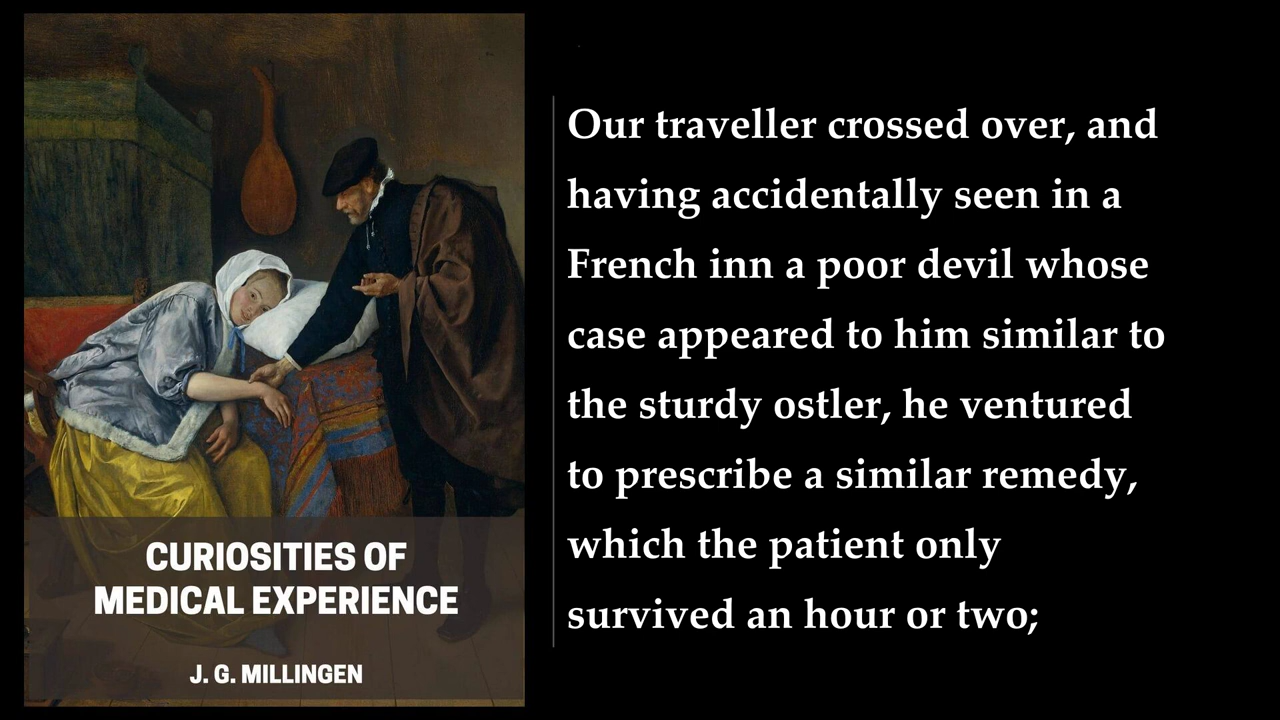 CURIOSITIES OF
MEDICAL EXPERIENCE
J. G. MILLINGEN
Our traveller crossed over, and
having accidentally seen in a
French inn a poor devil whose
case appeared to him similar to
the sturdy ostler, he ventured
to prescribe a similar remedy,
which the patient only
survived an hour or two;